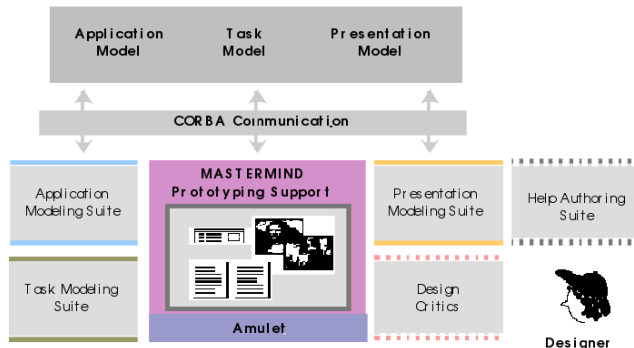 Application
Model
Task
Model
Presentation
Model
CORBA Communication
Application
Modeling Suite
MASTERMIND
Prototyping Support
Presentation
Modeling Suite
Help Authoring
Suite
Task Modeling
Suite
Amulet
Design
Critics
Designer